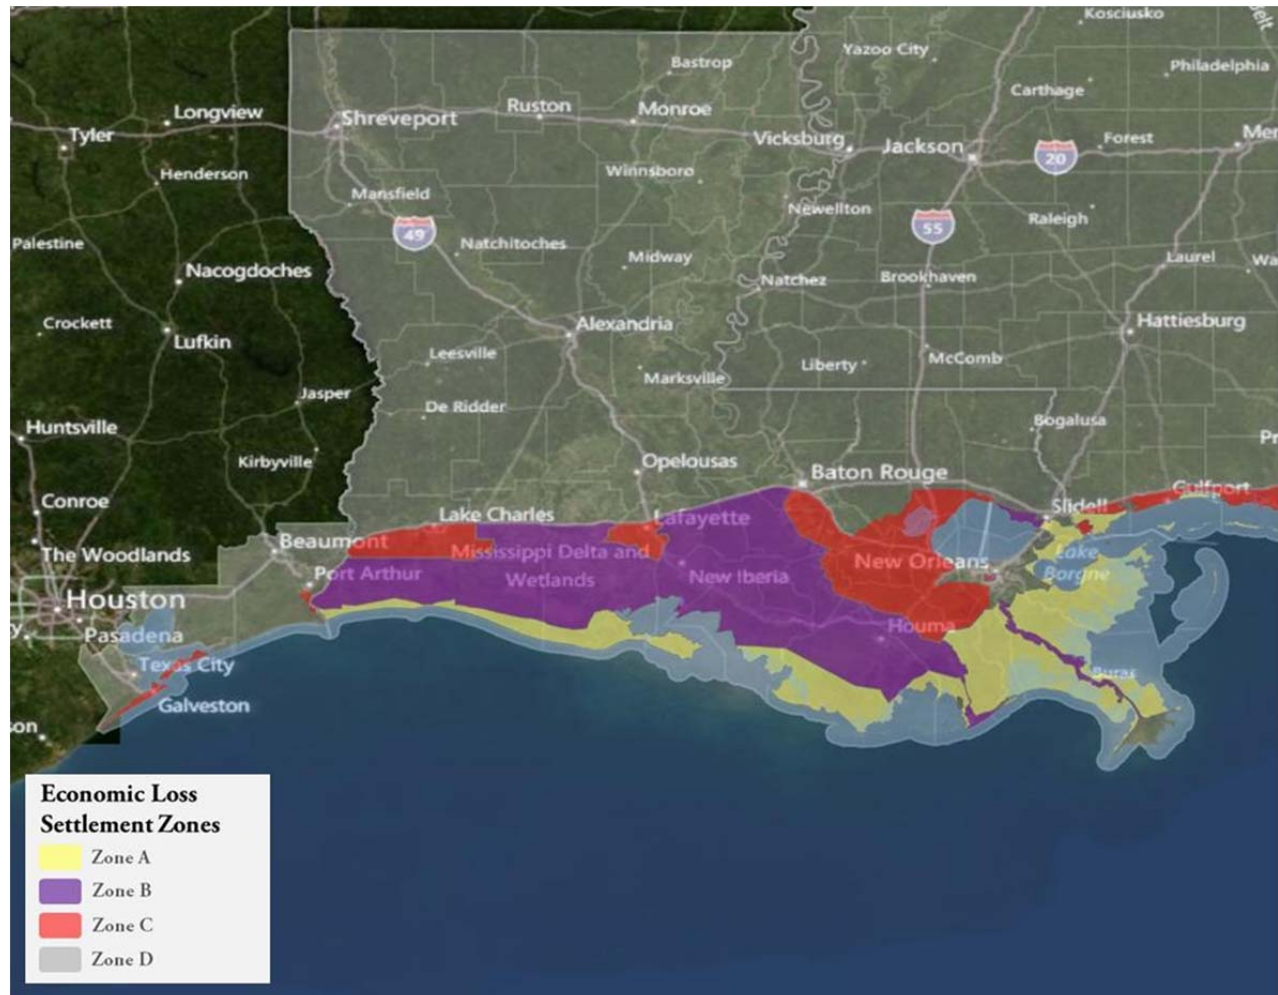 Kosciusko
Yazoo City
Bastrop
Philadelphia
Carthage
Longview
Ruston
Monroe
Shreveport
Tyler
Vicksburg
Jackson
20
Forest
Mer
Henderson
Winnsboro
Mansfield
Newellton
Raleigh
49
55
Palestine
Natchitoches
Midway
Laurel
Wa
Nacogdoches
Natchez
Brookhaven
Crockett
Alexandria
Hattiesburg
Lufkin
Leesville
Liberty
McComb
Marksville
Jasper
De Ridder
Bogalusa
Huntsville
Pr
Kirbyville
Opelousas
Baton Rouge
Conroe
Gulfport
Slidell
Lake Charles
Lafayette
Beaumont
The Woodlands
Mississippi Delta and
Wetlands
New Orleans
Lake
Borgne
Port Arthur
New Iberia
Houston
Pasadena
Houma
Texas City
Buras
Galveston
son
Economic Loss
Settlement Zones
Zone A
Zone B
Zone C
Zone D